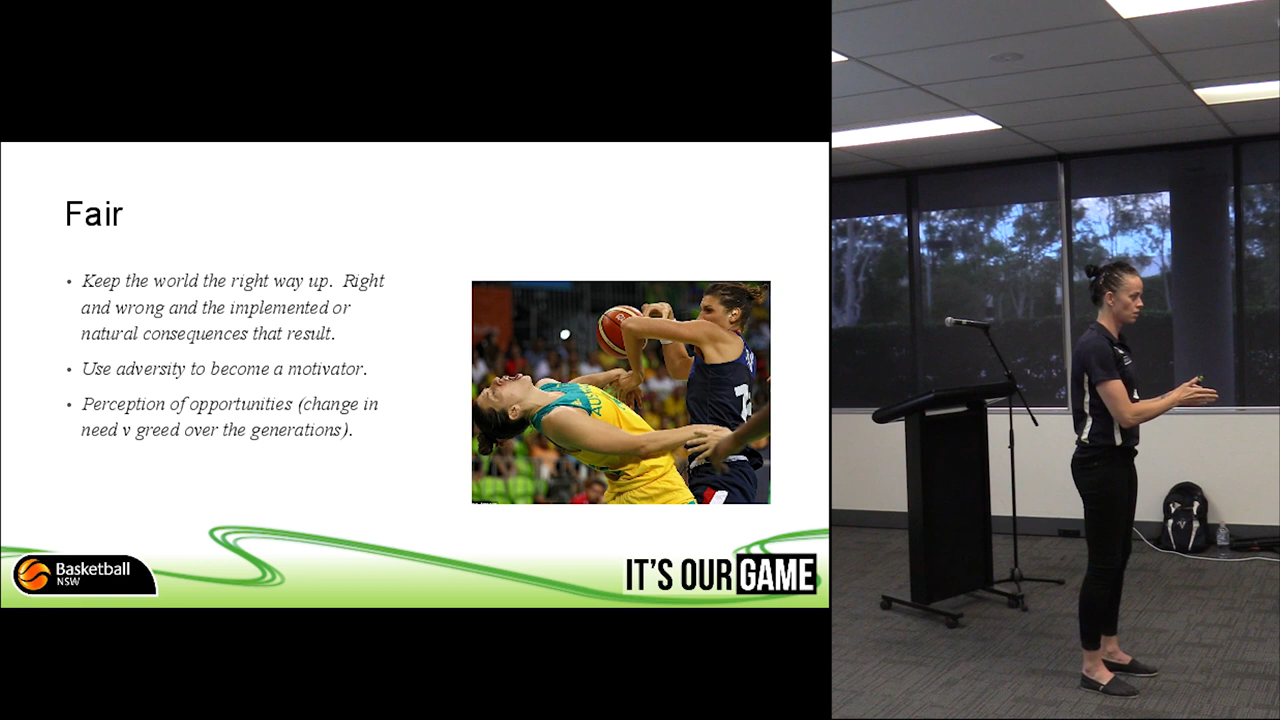 Fair
• Keep the world the right way up.  Right
and wrong and the implemented or
natural consequences that result.
• Use adversity to become a motivator.
• Perception of opportunities (change in
need v greed over the generations).
Basketball
NSW
IT'S OUR GAME